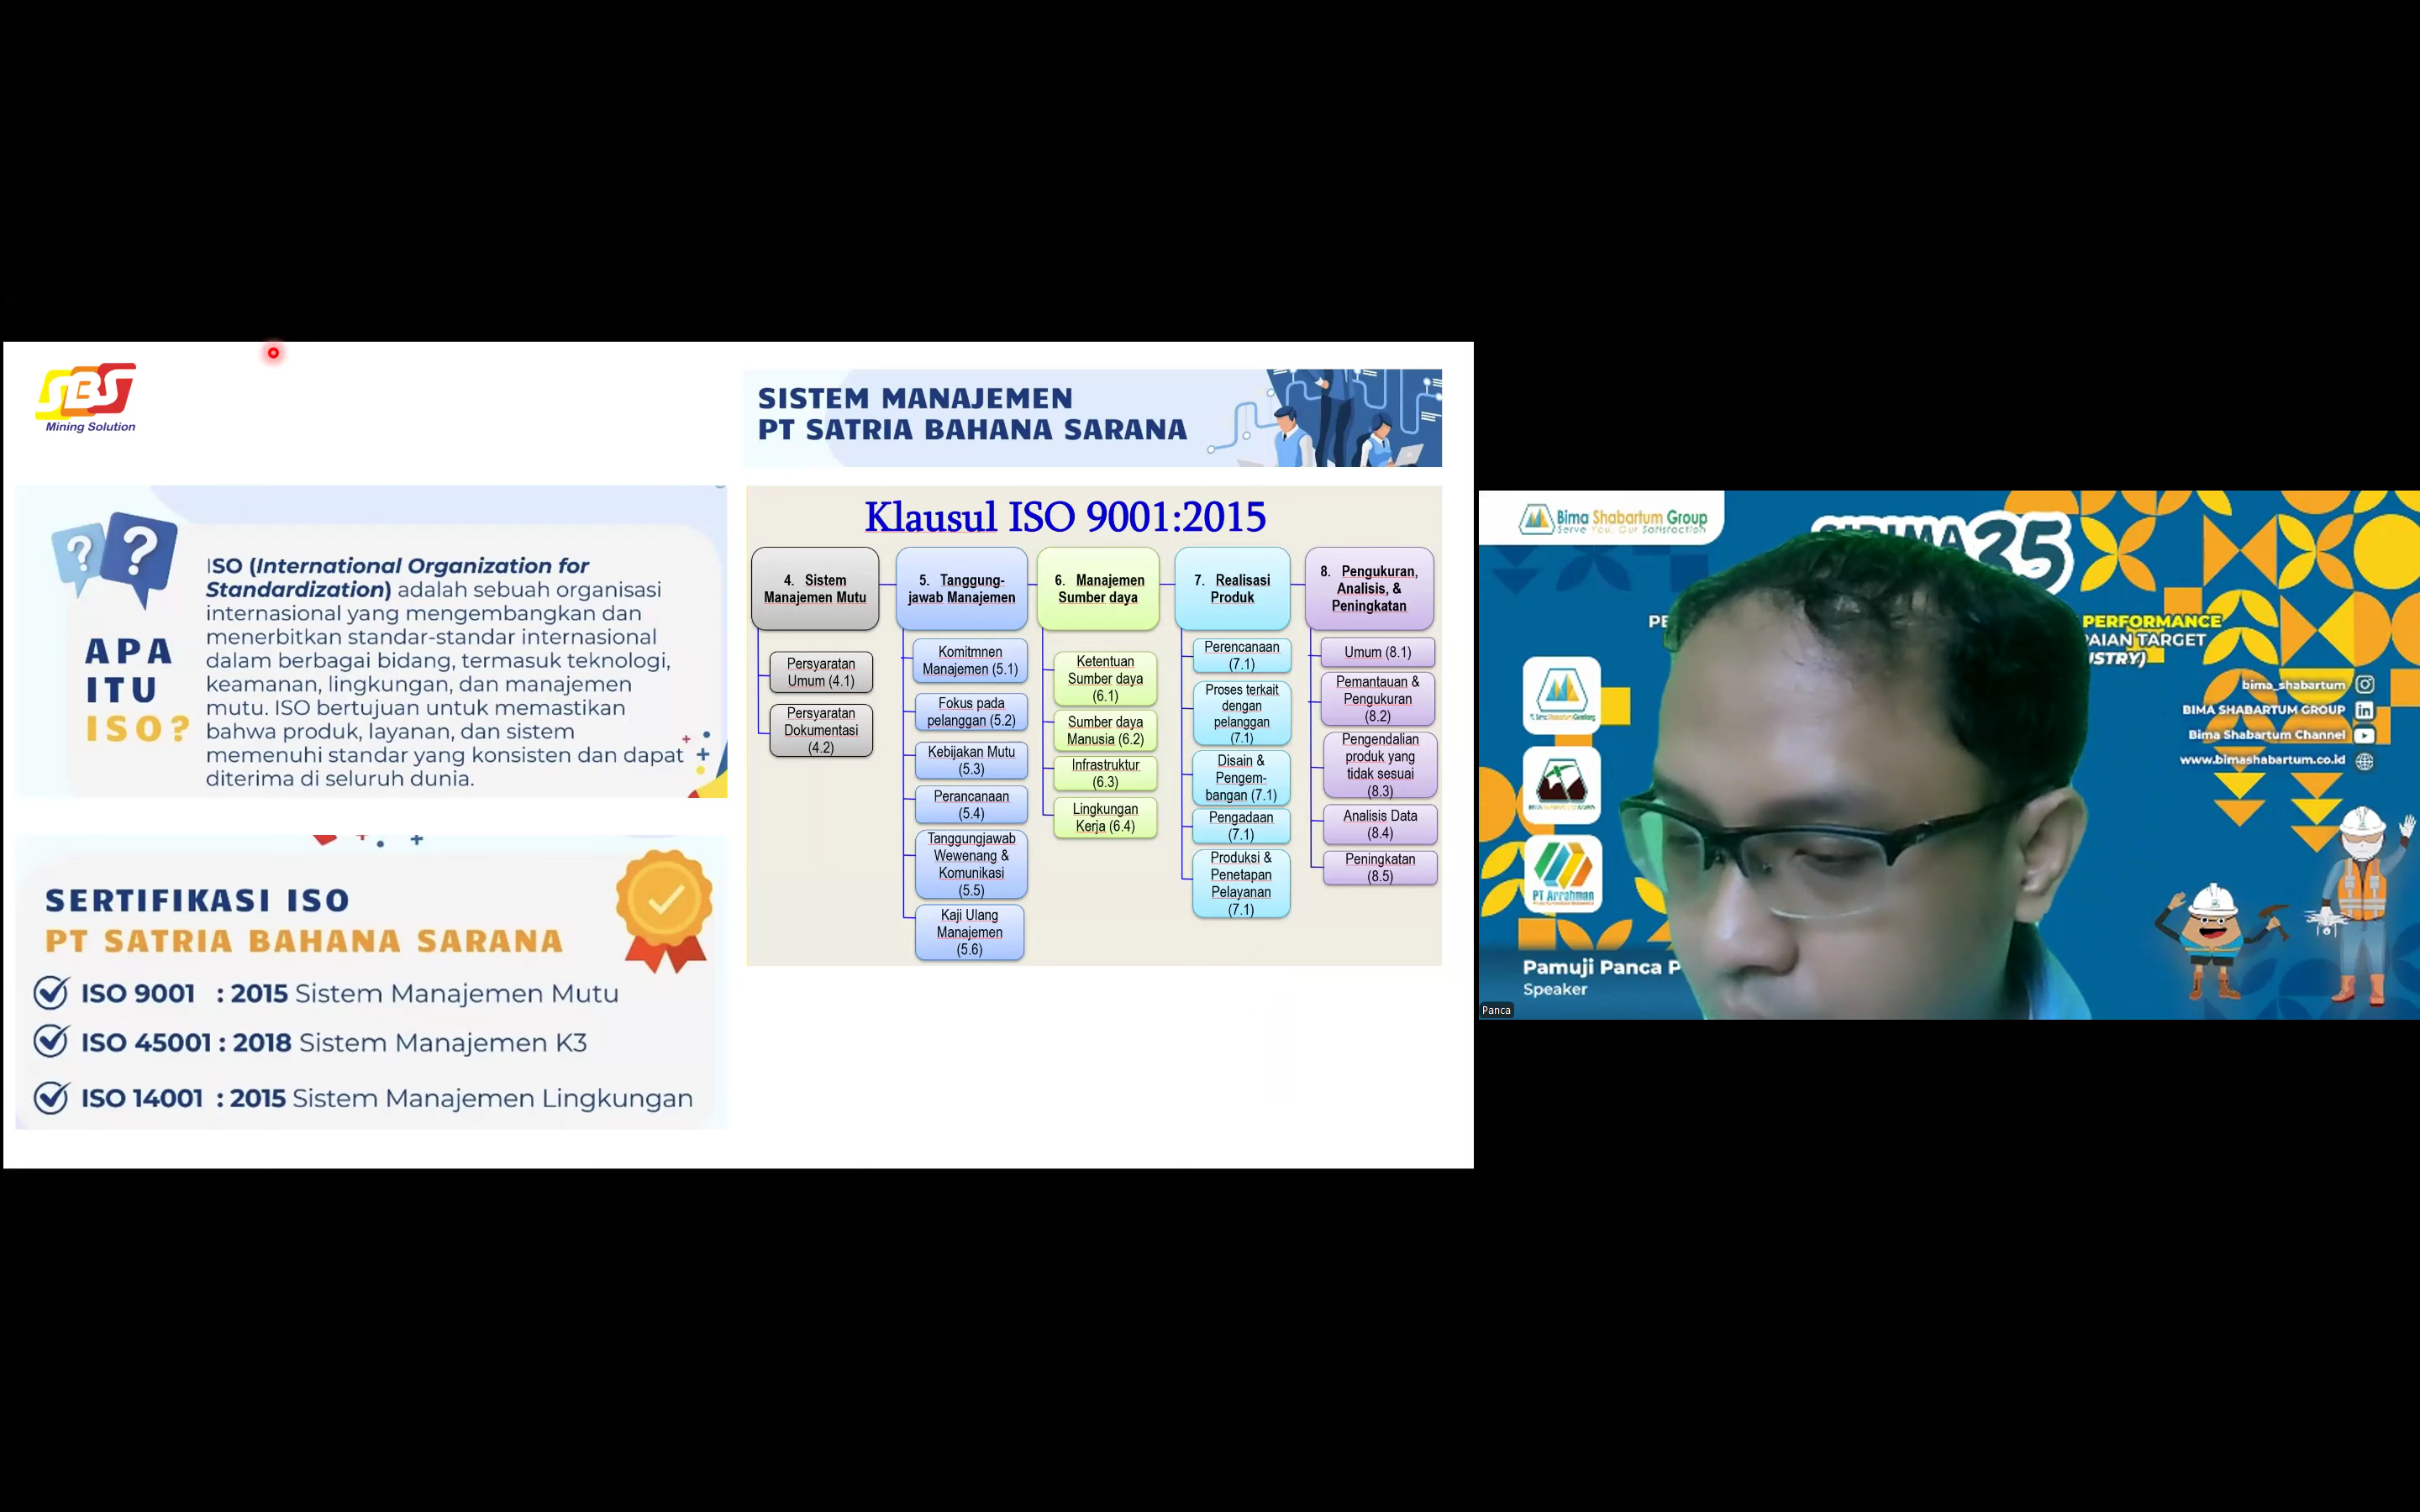 SBS
Mining Solution
SISTEM MANAJEMEN
PT SATRIA BAHANA SARANA
? ?
APA
ITU
ISO?
ISO (International Organization for
Standardization) adalah sebuah organisasi
internasional yang mengembangkan dan
menerbitkan standar-standar internasional
dalam berbagai bidang, termasuk teknologi,
keamanan, lingkungan, dan manajemen
mutu. ISO bertujuan untuk memastikan
bahwa produk, layanan, dan sistem
memenuhi standar yang konsisten dan dapat
diterima di seluruh dunia.
SERTIFIKASI ISO
PT SATRIA BAHANA SARANA
ISO 9001 : 2015 Sistem Manajemen Mutu
ISO 45001 : 2018 Sistem Manajemen K3
ISO 14001 : 2015 Sistem Manajemen Lingkungan
Klausul ISO 9001:2015
4. Sistem
Manajemen Mutu
Persyaratan
Umum (4.1)
Persyaratan
Dokumentasi
(4.2)
5. Tanggung-
jawab Manajemen
Komitmnen
Manajemen (5.1)
Fokus pada
pelanggan (5.2)
Kebijakan Mutu
(5.3)
Perancanaan
(5.4)
Tanggungjawab
Wewenang &
Komunikasi
(5.5)
Kaji Ulang
Manajemen
(5.6)
6. Manajemen
Sumber daya
Ketentuan
Sumber daya
(6.1)
Sumber daya
Manusia (6.2)
Infrastruktur
(6.3)
Lingkungan
Kerja (6.4)
7. Realisasi
Produk
Perencanaan
(7.1)
Proses terkait
dengan
pelanggan
(7.1)
Disain &
Pengem-
bangan (7.1)
Pengadaan
(7.1)
Produksi &
Penetapan
Pelayanan
(7.1)
8. Pengukuran,
Analisis, &
Peningkatan
Umum (8.1)
Pemantauan &
Pengukuran
(8.2)
Pengendalian
produk yang
tidak sesuai
(8.3)
Analisis Data
(8.4)
Peningkatan
(8.5)
Bima Shabartum Group
Serve You, Our Satisfaction
35
PE
PERFORMANCE
AIAN TARGET
ISTRY)
bima_shabartum
BIMA SHABARTUM GROUP
Bima Shabartum Channel
www.bimashabartum.co.id
PT Arrahman
Pamuji Panca P
Speaker
Panca